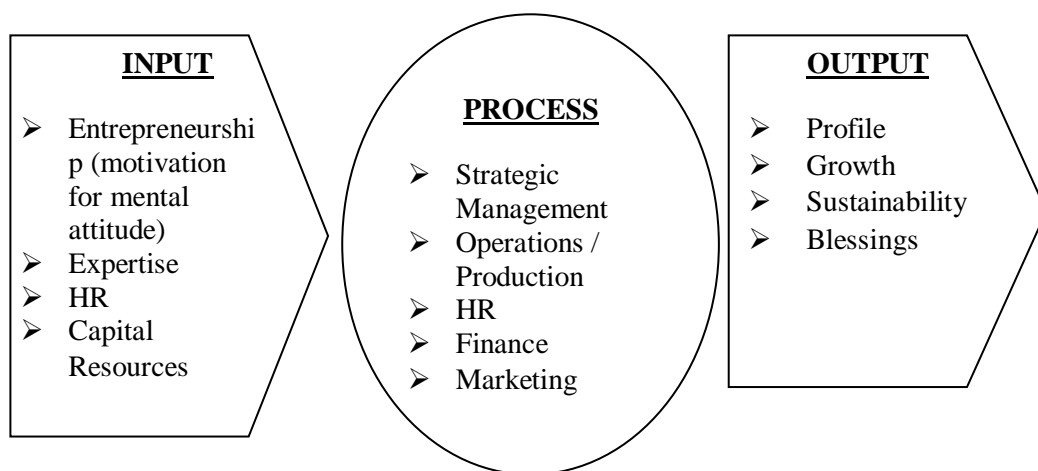 INPUT
➢ Entrepreneurshi
p (motivation
for mental
attitude)
➢ Expertise
➢ HR
➢ Capital
Resources
PROCESS
➢ Strategic
Management
➢ Operations /
Production
➢ HR
➢ Finance
➢ Marketing
OUTPUT
➢ Profile
➢ Growth
➢ Sustainability
➢ Blessings